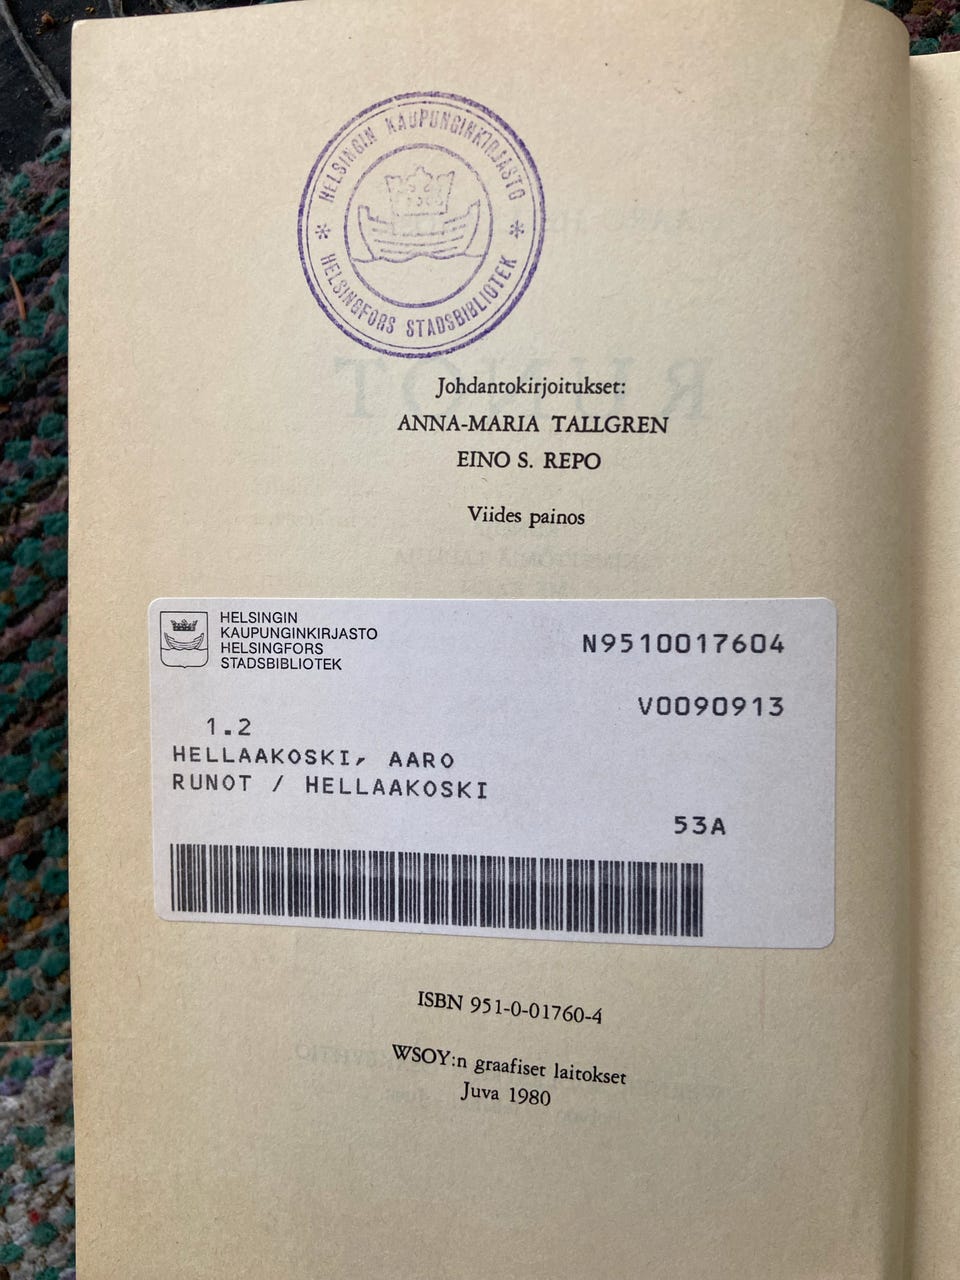 * HELSINGIN KAUPUNGINKIRJASTO *
HELSINGFORS STADSBIBLIOTEK
Johdantokirjoitukset:
ANNA-MARIA TALLGREN
EINO S. REPO
Viides painos
HELSINGIN
KAUPUNGINKIRJASTO
HELSINGFORS
STADSBIBLIOTEK
N9510017604
V0090913
1.2
HELLAAKOSKI, AARO
RUNOT / HELLAAKOSKI
53A
ISBN 951-0-01760-4
WSOY:n graafiset laitokset
Juva 1980
RUNOT